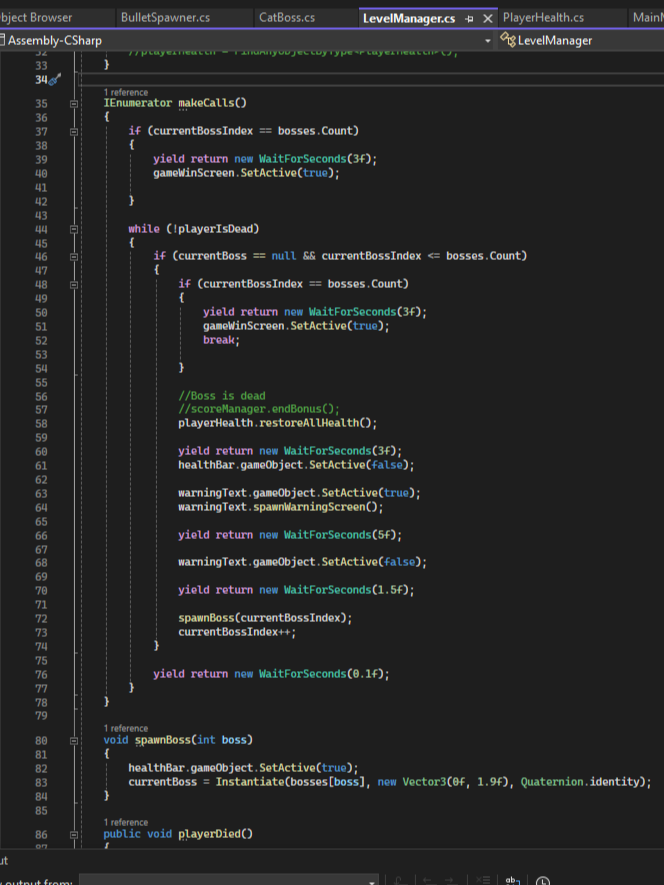 bject Browser
BulletSpawner.cs
CatBoss.cs
LevelManager.cs
PlayerHealth.cs
Assembly-CSharp
LevelManager
32 //playerHealth = FindAnyObjectByType<PlayerHealth>();
33 }
34
1 reference
35 IEnumerator makeCalls()
36 {
37 if (currentBossIndex == bosses.Count)
38 {
39 yield return new WaitForSeconds(3f);
40 gameWinScreen.SetActive(true);
41
42 }
43
44 while (!playerIsDead)
45 {
46 if (currentBoss == null && currentBossIndex <= bosses.Count)
47 {
48 if (currentBossIndex == bosses.Count)
49 {
50 yield return new WaitForSeconds(3f);
51 gameWinScreen.SetActive(true);
52 break;
53
54 }
55
56 //Boss is dead
57 //scoreManager.endBonus();
58 playerHealth.restoreAllHealth();
59
60 yield return new WaitForSeconds(3f);
61 healthBar.gameObject.SetActive(false);
62
63 warningText.gameObject.SetActive(true);
64 warningText.spawnWarningScreen();
65
66 yield return new WaitForSeconds(5f);
67
68 warningText.gameObject.SetActive(false);
69
70 yield return new WaitForSeconds(1.5f);
71
72 spawnBoss(currentBossIndex);
73 currentBossIndex++;
74 }
75
76 yield return new WaitForSeconds(0.1f);
77 }
78 }
79
1 reference
80 void spawnBoss(int boss)
81 {
82 healthBar.gameObject.SetActive(true);
83 currentBoss = Instantiate(bosses[boss], new Vector3(0f, 1.9f), Quaternion.identity);
84 }
85
1 reference
86 public void playerDied()
87 {
ut
output from:
ab